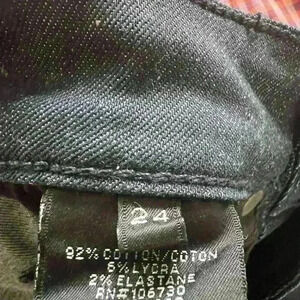 24
92% COTTON/COTON
6% LYCRA
2% ELASTANE
RN#106730